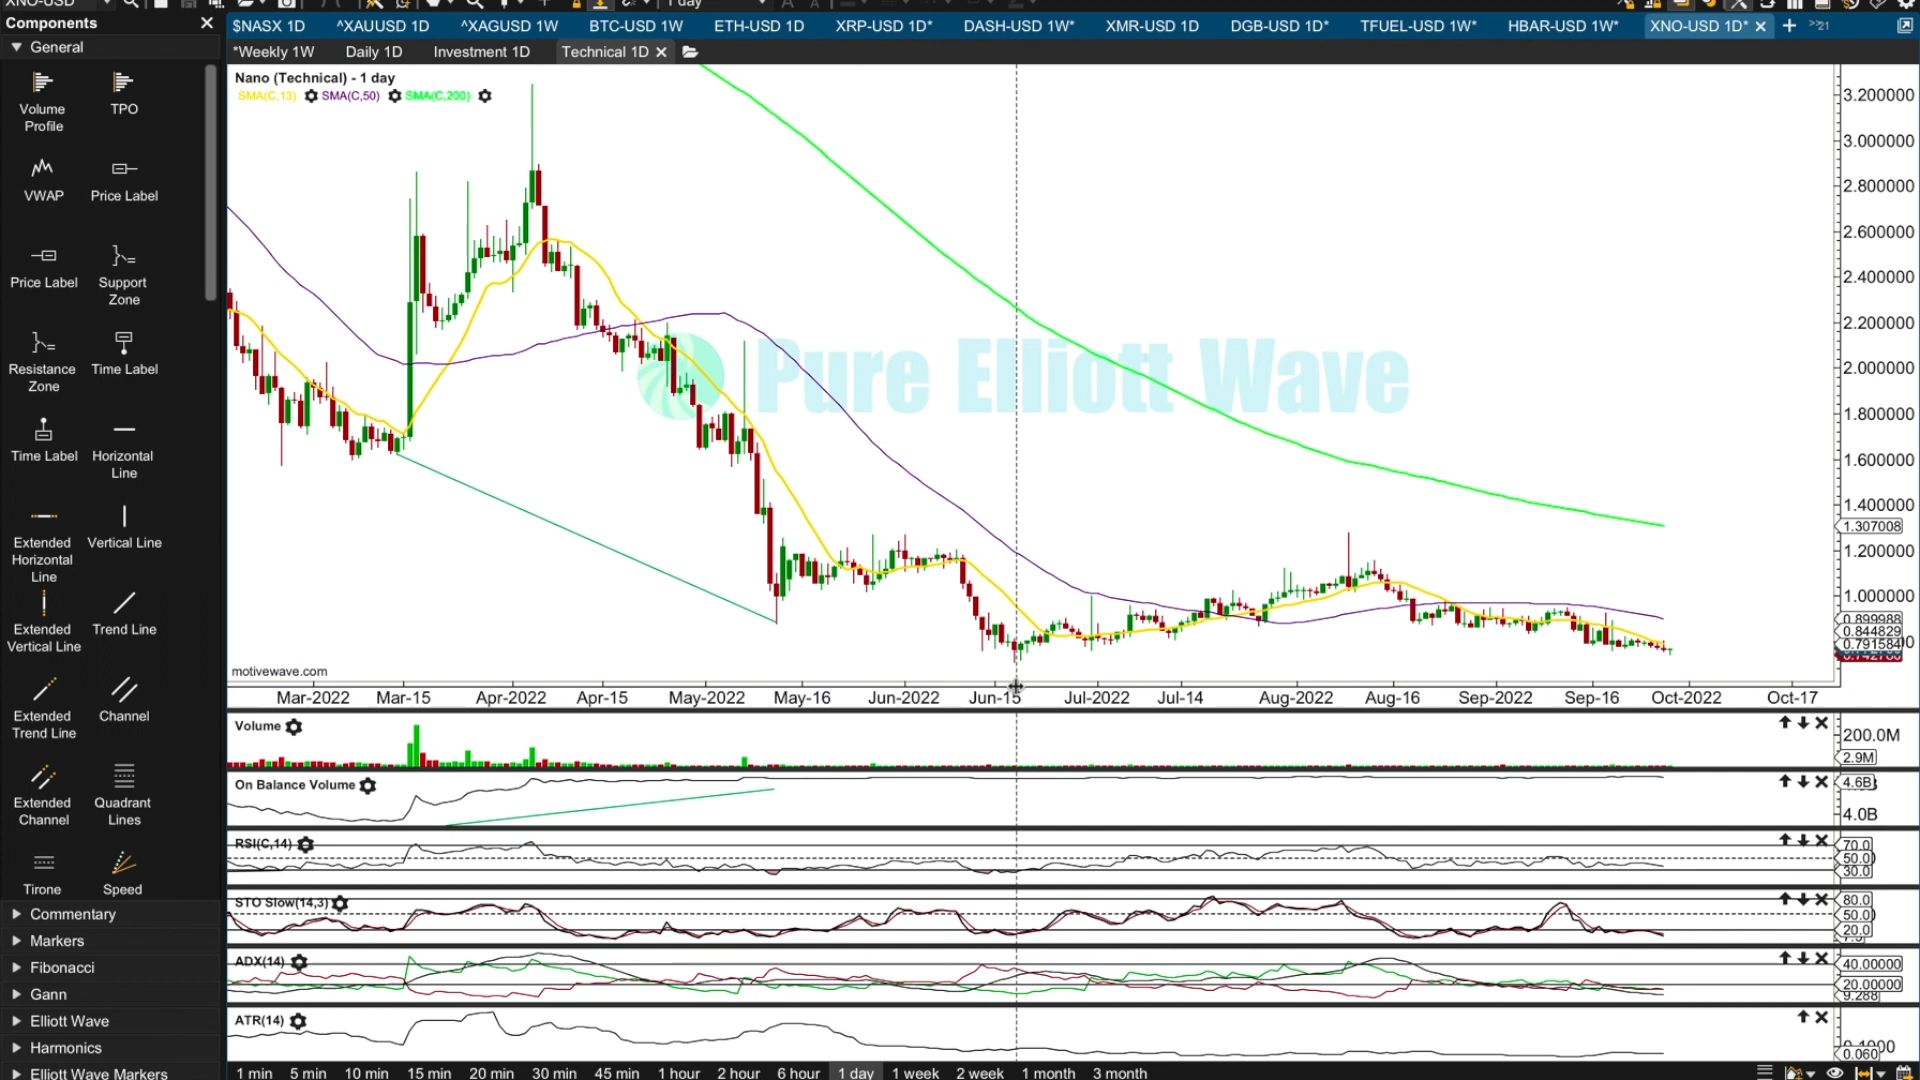 XNO-USD
1 day
Components
General
Volume Profile
TPO
VWAP
Price Label
Price Label
Support Zone
Resistance Zone
Time Label
Time Label
Horizontal Line
Extended Horizontal Line
Vertical Line
Extended Vertical Line
Trend Line
Extended Trend Line
Channel
Extended Channel
Quadrant Lines
Tirone
Speed
Commentary
Markers
Fibonacci
Gann
Elliott Wave
Harmonics
Elliott Wave Markers
$NASX 1D ^XAUUSD 1D ^XAGUSD 1W BTC-USD 1W ETH-USD 1D XRP-USD 1D* DASH-USD 1W* XMR-USD 1D DGB-USD 1D* TFUEL-USD 1W* HBAR-USD 1W* XNO-USD 1D* 21
*Weekly 1W Daily 1D Investment 1D Technical 1D
Nano (Technical) - 1 day
SMA(C,13) SMA(C,50) SMA(C,200)
Pure Elliott Wave
3.200000
3.000000
2.800000
2.600000
2.400000
2.200000
2.000000
1.800000
1.600000
1.400000
1.307008
1.200000
1.000000
0.899988
0.844829
0.791584
motivewave.com
Mar-2022 Mar-15 Apr-2022 Apr-15 May-2022 May-16 Jun-2022 Jun-15 Jul-2022 Jul-14 Aug-2022 Aug-16 Sep-2022 Sep-16 Oct-2022 Oct-17
Volume
200.0M
2.9M
On Balance Volume
4.6B
4.0B
RSI(C,14)
70.0
50.0
30.0
STO Slow(14,3)
80.0
50.0
20.0
ADX(14)
40.00000
20.00000
9.288
ATR(14)
0.060
1 min 5 min 10 min 15 min 20 min 30 min 45 min 1 hour 2 hour 6 hour 1 day 1 week 2 week 1 month 3 month